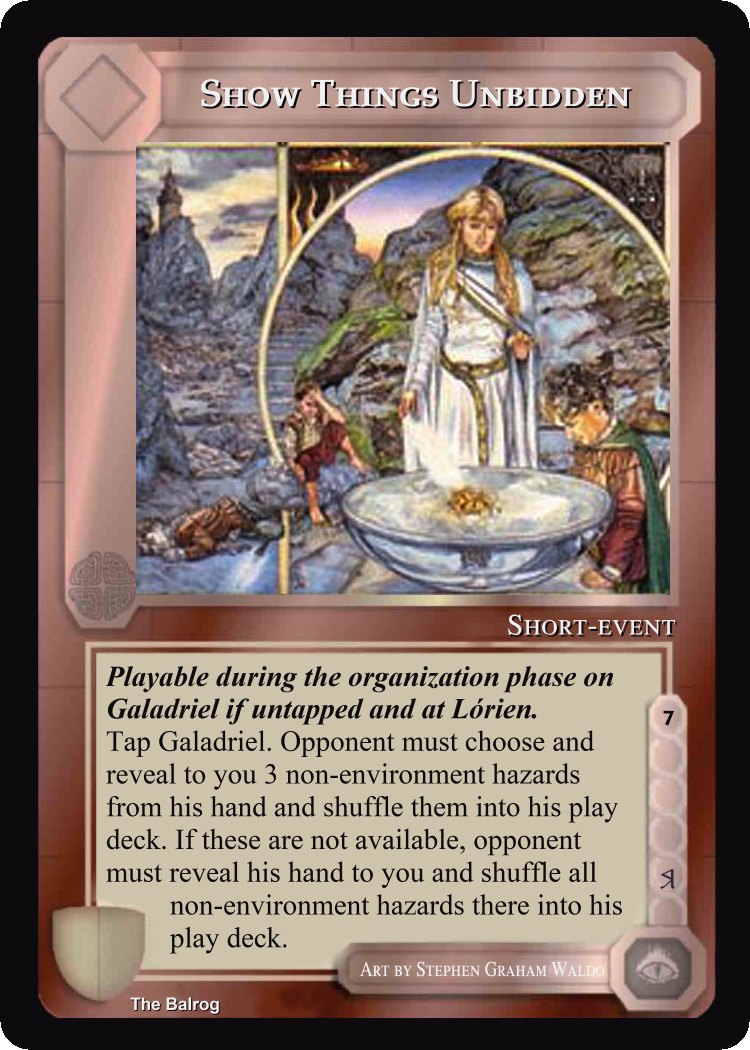 Show Things Unbidden
Short-event
Playable during the organization phase on
Galadriel if untapped and at Lórien.
Tap Galadriel. Opponent must choose and
reveal to you 3 non-environment hazards
from his hand and shuffle them into his play
deck. If these are not available, opponent
must reveal his hand to you and shuffle all
non-environment hazards there into his
play deck.
7
Art by Stephen Graham Waldo
The Balrog